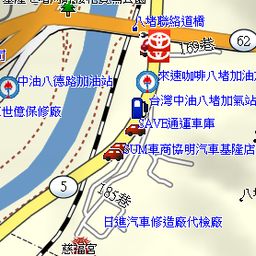 八堵聯絡道橋
169巷
62
中油八德路加油站
來速咖啡八堵加油
台灣中油八堵加氣站
世億保修廠
SAVE通運車庫
SUM車商協明汽車基隆店
5
185巷
日進汽車修造廠代檢廠
慈福宮